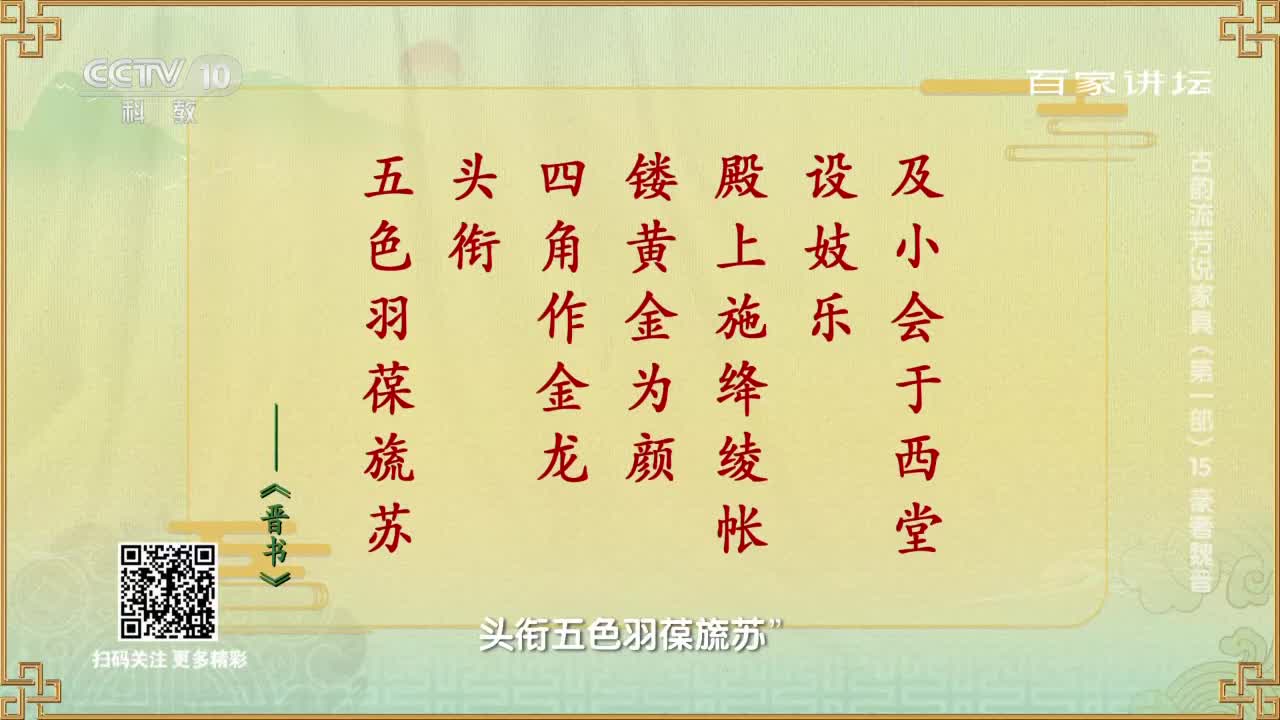 CCTV 10
科 教
百家讲坛
古韵流芳说家具（第一部）15 豪奢魏晋
及小会于西堂
设妓乐
殿上施绛绫帐
镂黄金为颜
四角作金龙
头衔
五色羽葆旒苏
——《晋书》
头衔五色羽葆旒苏”
扫码关注 更多精彩